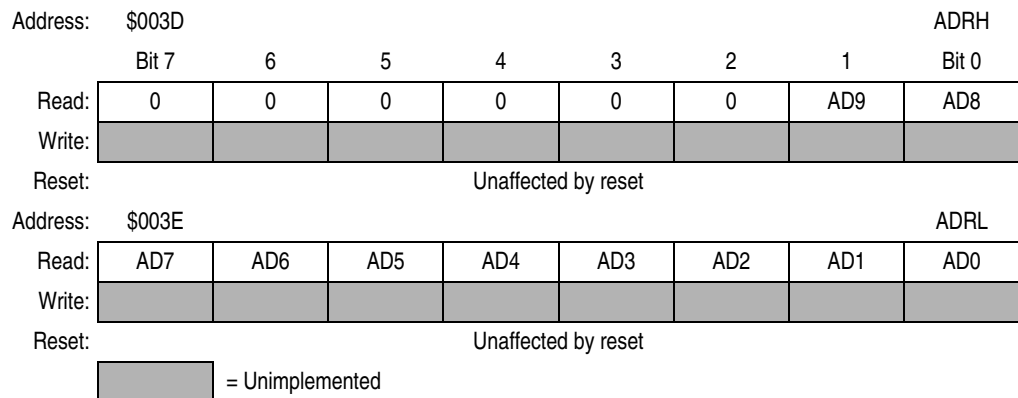 Address: $003D ADRH
Bit 7 6 5 4 3 2 1 Bit 0
Read: 0 0 0 0 0 0 AD9 AD8
Write:
Reset: Unaffected by reset
Address: $003E ADRL
Read: AD7 AD6 AD5 AD4 AD3 AD2 AD1 AD0
Write:
Reset: Unaffected by reset
= Unimplemented